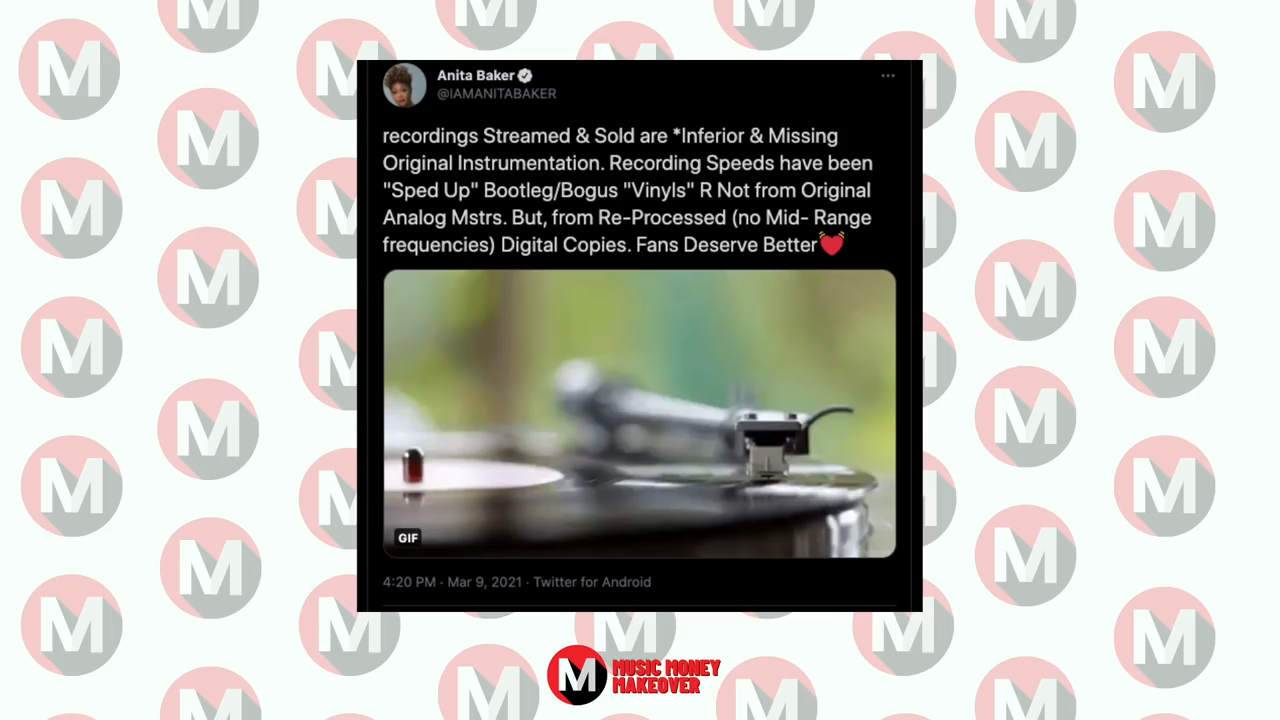 Anita Baker
@IAMANITABAKER
recordings Streamed & Sold are *Inferior & Missing
Original Instrumentation. Recording Speeds have been
"Sped Up" Bootleg/Bogus "Vinyls" R Not from Original
Analog Mstrs. But, from Re-Processed (no Mid- Range
frequencies) Digital Copies. Fans Deserve Better💓
GIF
4:20 PM · Mar 9, 2021 · Twitter for Android
M MUSIC MONEY
MAKEOVER